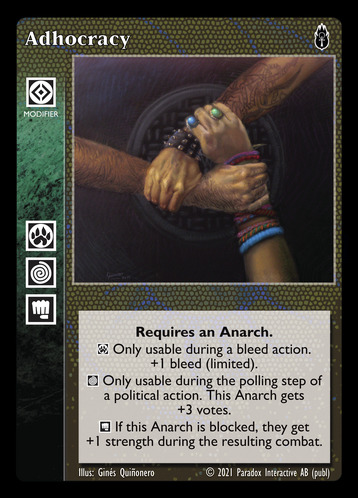 Adhocracy
MODIFIER
Requires an Anarch.
Only usable during a bleed action.
+1 bleed (limited).
Only usable during the polling step of
a political action. This Anarch gets
+3 votes.
If this Anarch is blocked, they get
+1 strength during the resulting combat.
Illus: Ginés Quiñonero © 2021 Paradox Interactive AB (publ)